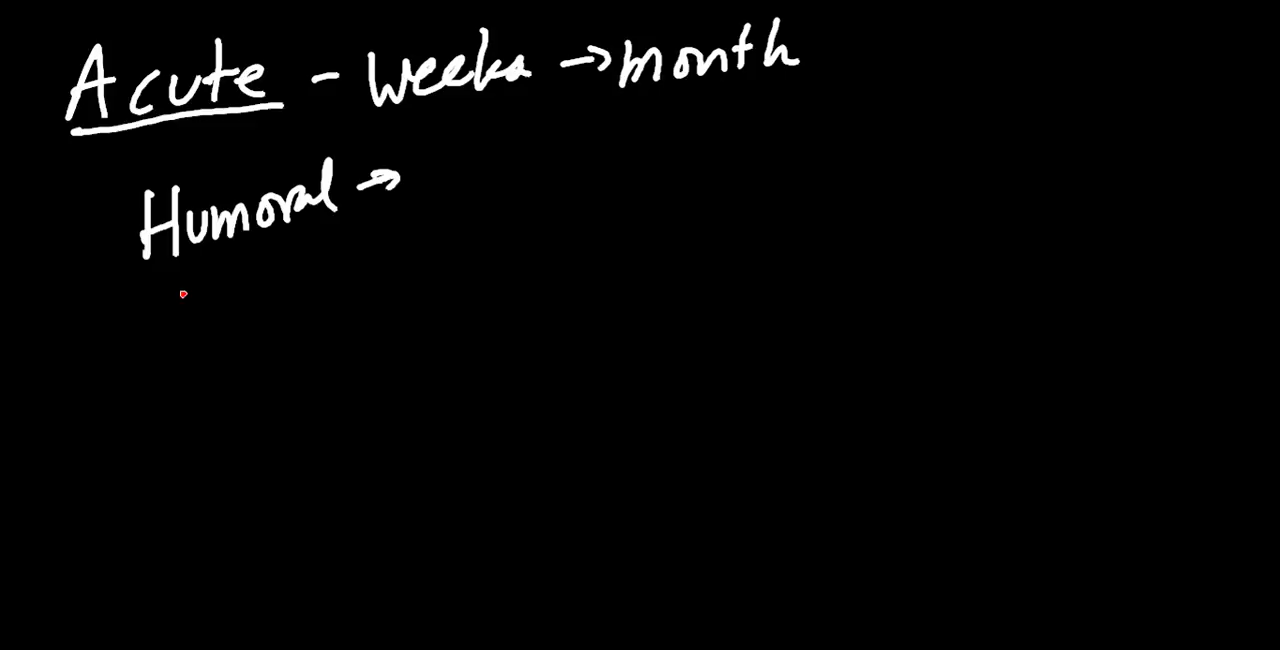 Acute - weeks → month
Humoral →